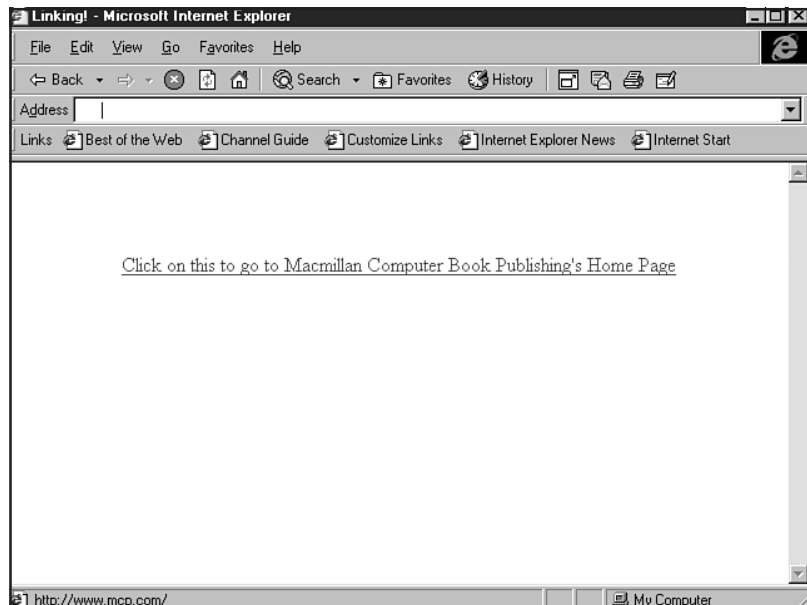 Linking! - Microsoft Internet Explorer
File Edit View Go Favorites Help
Back Search Favorites History
Address
Links Best of the Web Channel Guide Customize Links Internet Explorer News Internet Start
Click on this to go to Macmillan Computer Book Publishing's Home Page
http://www.mcp.com/ My Computer